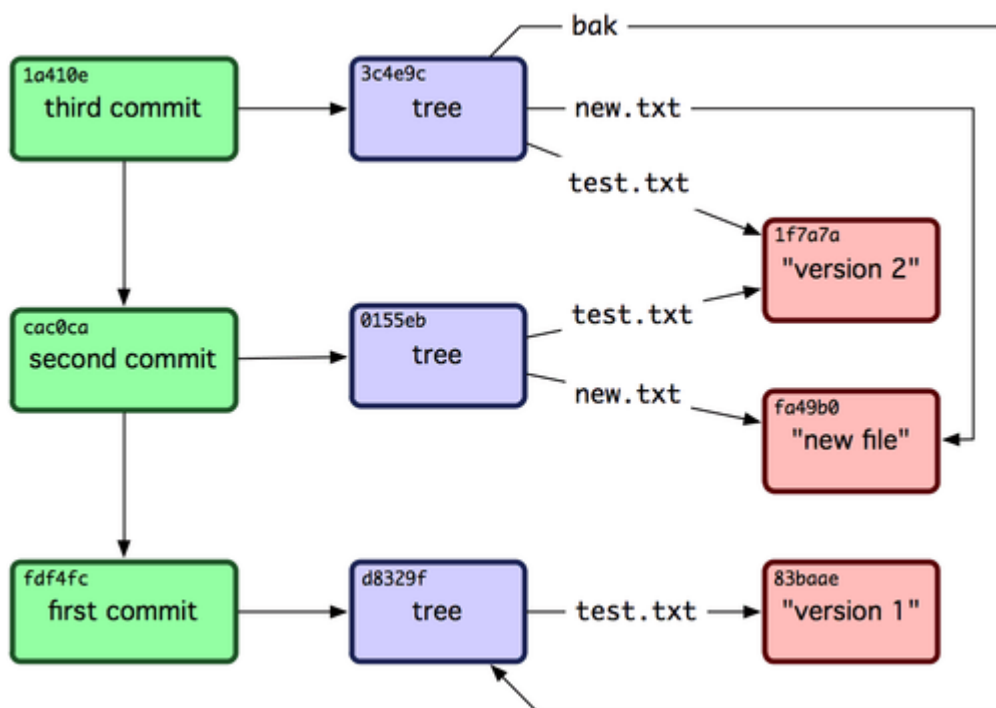 bak
1a410e
third commit
3c4e9c
tree
new.txt
test.txt
1f7a7a
"version 2"
cac0ca
second commit
0155eb
tree
test.txt
new.txt
fa49b0
"new file"
fdf4fc
first commit
d8329f
tree
test.txt
83baae
"version 1"